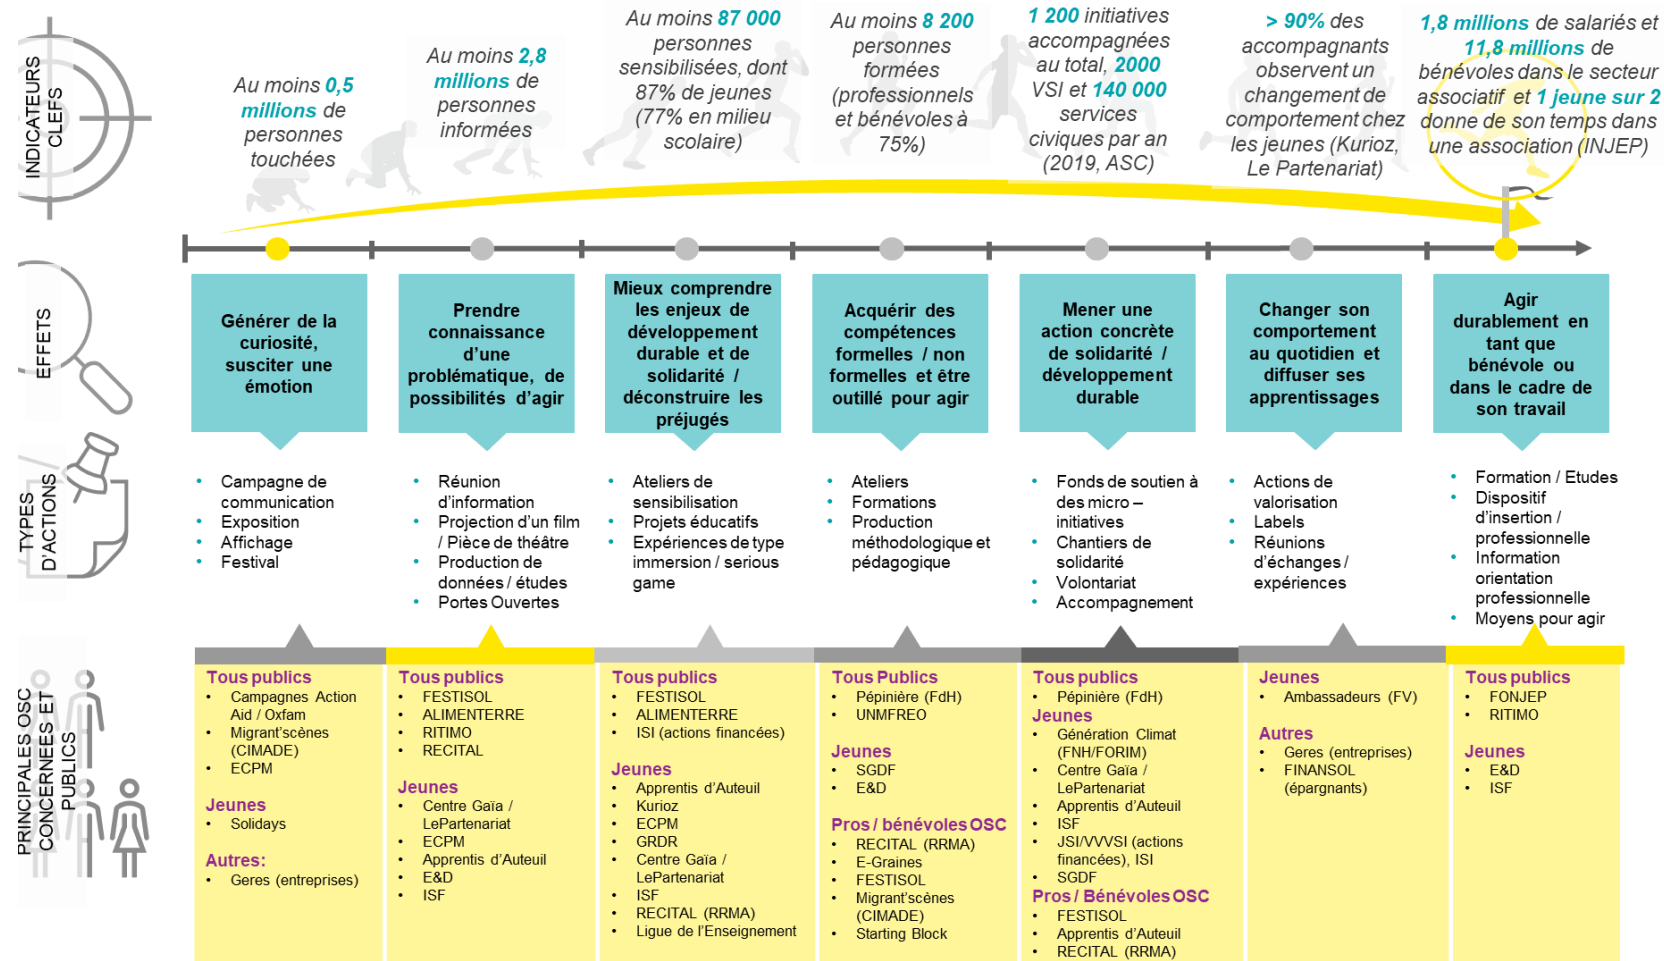 INDICATEURS
CLEFS
Au moins 0,5
millions de
personnes
touchées
Au moins 2,8
millions de
personnes
informées
Au moins 87 000
personnes
sensibilisées, dont
87% de jeunes
(77% en milieu
scolaire)
Au moins 8 200
personnes
formées
(professionnels
et bénévoles à
75%)
1 200 initiatives
accompagnées
au total, 2000
VSI et 140 000
services
civiques par an
(2019, ASC)
> 90% des
accompagnants
observent un
changement de
comportement chez
les jeunes (Kurioz,
Le Partenariat)
1,8 millions de salariés et
11,8 millions de
bénévoles dans le secteur
associatif et 1 jeune sur 2
donne de son temps dans
une association (INJEP)
EFFETS
Générer de la
curiosité,
susciter une
émotion
Prendre
connaissance
d'une
problématique, de
possibilités d'agir
Mieux comprendre
les enjeux de
développement
durable et de
solidarité /
déconstruire les
préjugés
Acquérir des
compétences
formelles / non
formelles et être
outillé pour agir
Mener une
action concrète
de solidarité /
développement
durable
Changer son
comportement
au quotidien et
diffuser ses
apprentissages
Agir
durablement en
tant que
bénévole ou
dans le cadre de
son travail
TYPES
D'ACTIONS
• Campagne de
communication
• Exposition
• Affichage
• Festival
• Réunion
d'information
• Projection d'un film
/ Pièce de théâtre
• Production de
données / études
• Portes Ouvertes
• Ateliers de
sensibilisation
• Projets éducatifs
• Expériences de type
immersion / serious
game
• Ateliers
• Formations
• Production
méthodologique et
pédagogique
• Fonds de soutien à
des micro –
initiatives
• Chantiers de
solidarité
• Volontariat
• Accompagnement
• Actions de
valorisation
• Labels
• Réunions
d'échanges /
expériences
• Formation / Etudes
• Dispositif
d'insertion /
professionnelle
• Information
orientation
professionnelle
• Moyens pour agir
PRINCIPALES OSC
CONCERNEES ET
PUBLICS
Tous publics
• Campagnes Action
Aid / Oxfam
• Migrant'scènes
(CIMADE)
• ECPM
Jeunes
• Solidays
Autres:
• Geres (entreprises)
Tous publics
• FESTISOL
• ALIMENTERRE
• RITIMO
• RECITAL
Jeunes
• Centre Gaïa /
LePartenariat
• ECPM
• Apprentis d'Auteuil
• E&D
• ISF
Tous publics
• FESTISOL
• ALIMENTERRE
• ISI (actions financées)
Jeunes
• Apprentis d'Auteuil
• Kurioz
• ECPM
• GRDR
• Centre Gaïa /
LePartenariat
• ISF
• RECITAL (RRMA)
• Ligue de l'Enseignement
Tous Publics
• Pépinière (FdH)
• UNMFREO
Jeunes
• SGDF
• E&D
Pros / bénévoles OSC
• RECITAL (RRMA)
• E-Graines
• FESTISOL
• Migrant'scènes
(CIMADE)
• Starting Block
Tous publics
• Pépinière (FdH)
Jeunes
• Génération Climat
(FNH/FORIM)
• Centre Gaïa /
LePartenariat
• Apprentis d'Auteuil
• ISF
• JSI/VVVSI (actions
financées), ISI
• SGDF
Pros / Bénévoles OSC
• FESTISOL
• Apprentis d'Auteuil
• RECITAL (RRMA)
Jeunes
• Ambassadeurs (FV)
Autres
• Geres (entreprises)
• FINANSOL
(épargnants)
Tous publics
• FONJEP
• RITIMO
Jeunes
• E&D
• ISF